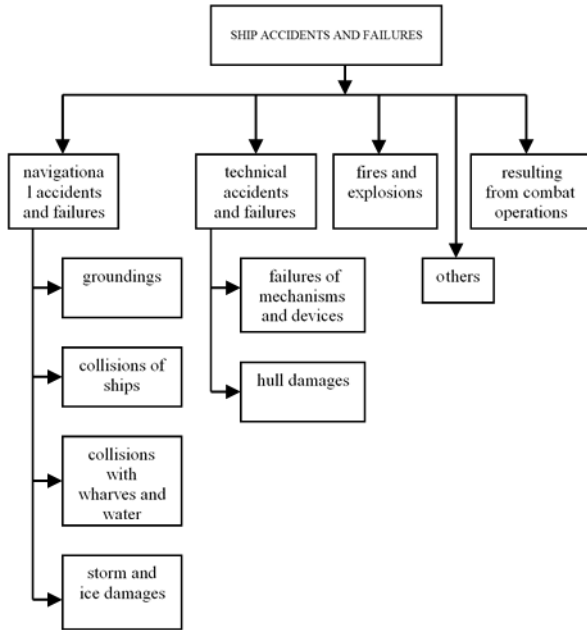 SHIP ACCIDENTS AND FAILURES
navigationa
l accidents
and failures
technical
accidents
and failures
fires and
explosions
resulting
from combat
operations
others
groundings
collisions of
ships
collisions
with
wharves and
water
storm and
ice damages
failures of
mechanisms
and devices
hull damages